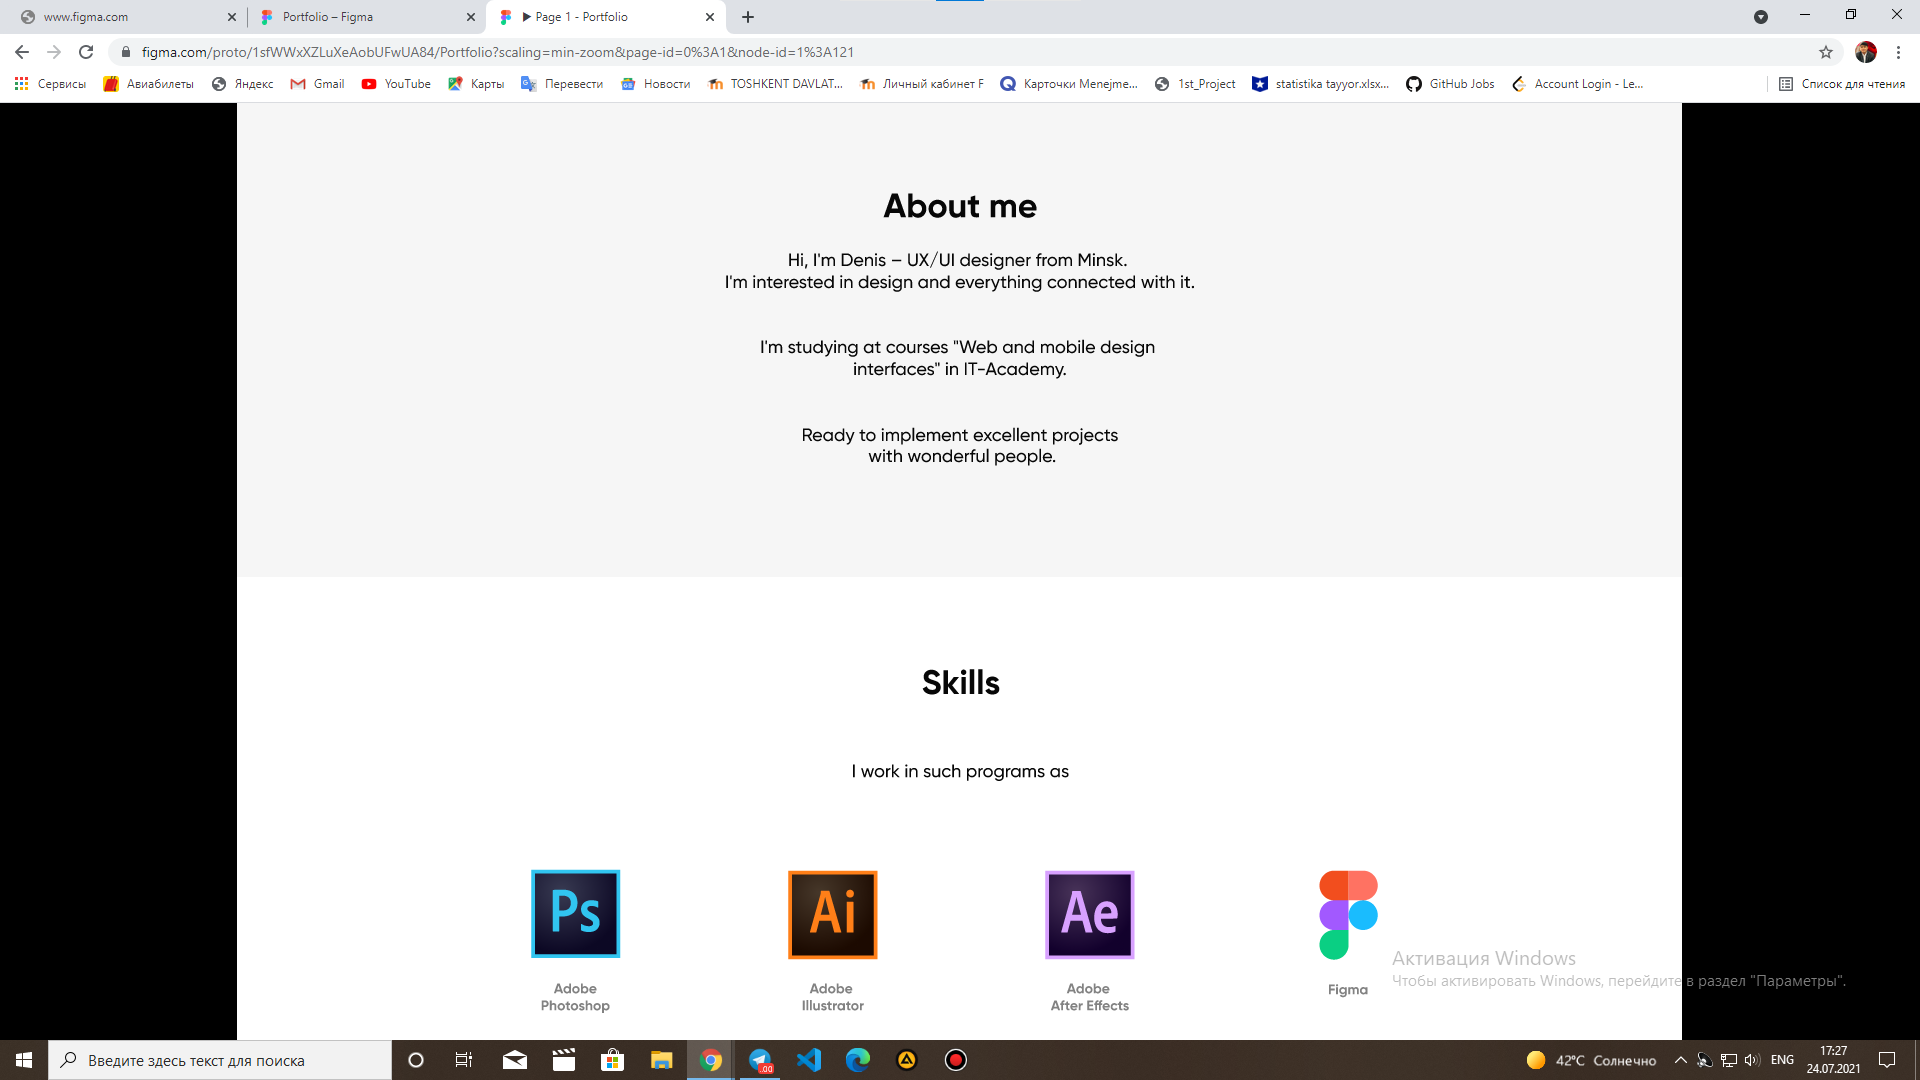 www.figma.com
Portfolio – Figma
▶ Page 1 - Portfolio
figma.com/proto/1sfWWxXZLuXeAobUFwUA84/Portfolio?scaling=min-zoom&page-id=0%3A1&node-id=1%3A121
Сервисы
Авиабилеты
Яндекс
Gmail
YouTube
Карты
Перевести
Новости
TOSHKENT DAVLAT...
Личный кабинет F
Карточки Menejme...
1st_Project
statistika tayyor.xlsx...
GitHub Jobs
Account Login - Le...
Список для чтения
About me
Hi, I'm Denis – UX/UI designer from Minsk.
I'm interested in design and everything connected with it.
I'm studying at courses "Web and mobile design
interfaces" in IT-Academy.
Ready to implement excellent projects
with wonderful people.
Skills
I work in such programs as
Ps
Ai
Ae
Adobe
Photoshop
Adobe
Illustrator
Adobe
After Effects
Figma
Активация Windows
Чтобы активировать Windows, перейдите в раздел "Параметры".
Введите здесь текст для поиска
.00
42°C Солнечно
ENG
17:27
24.07.2021